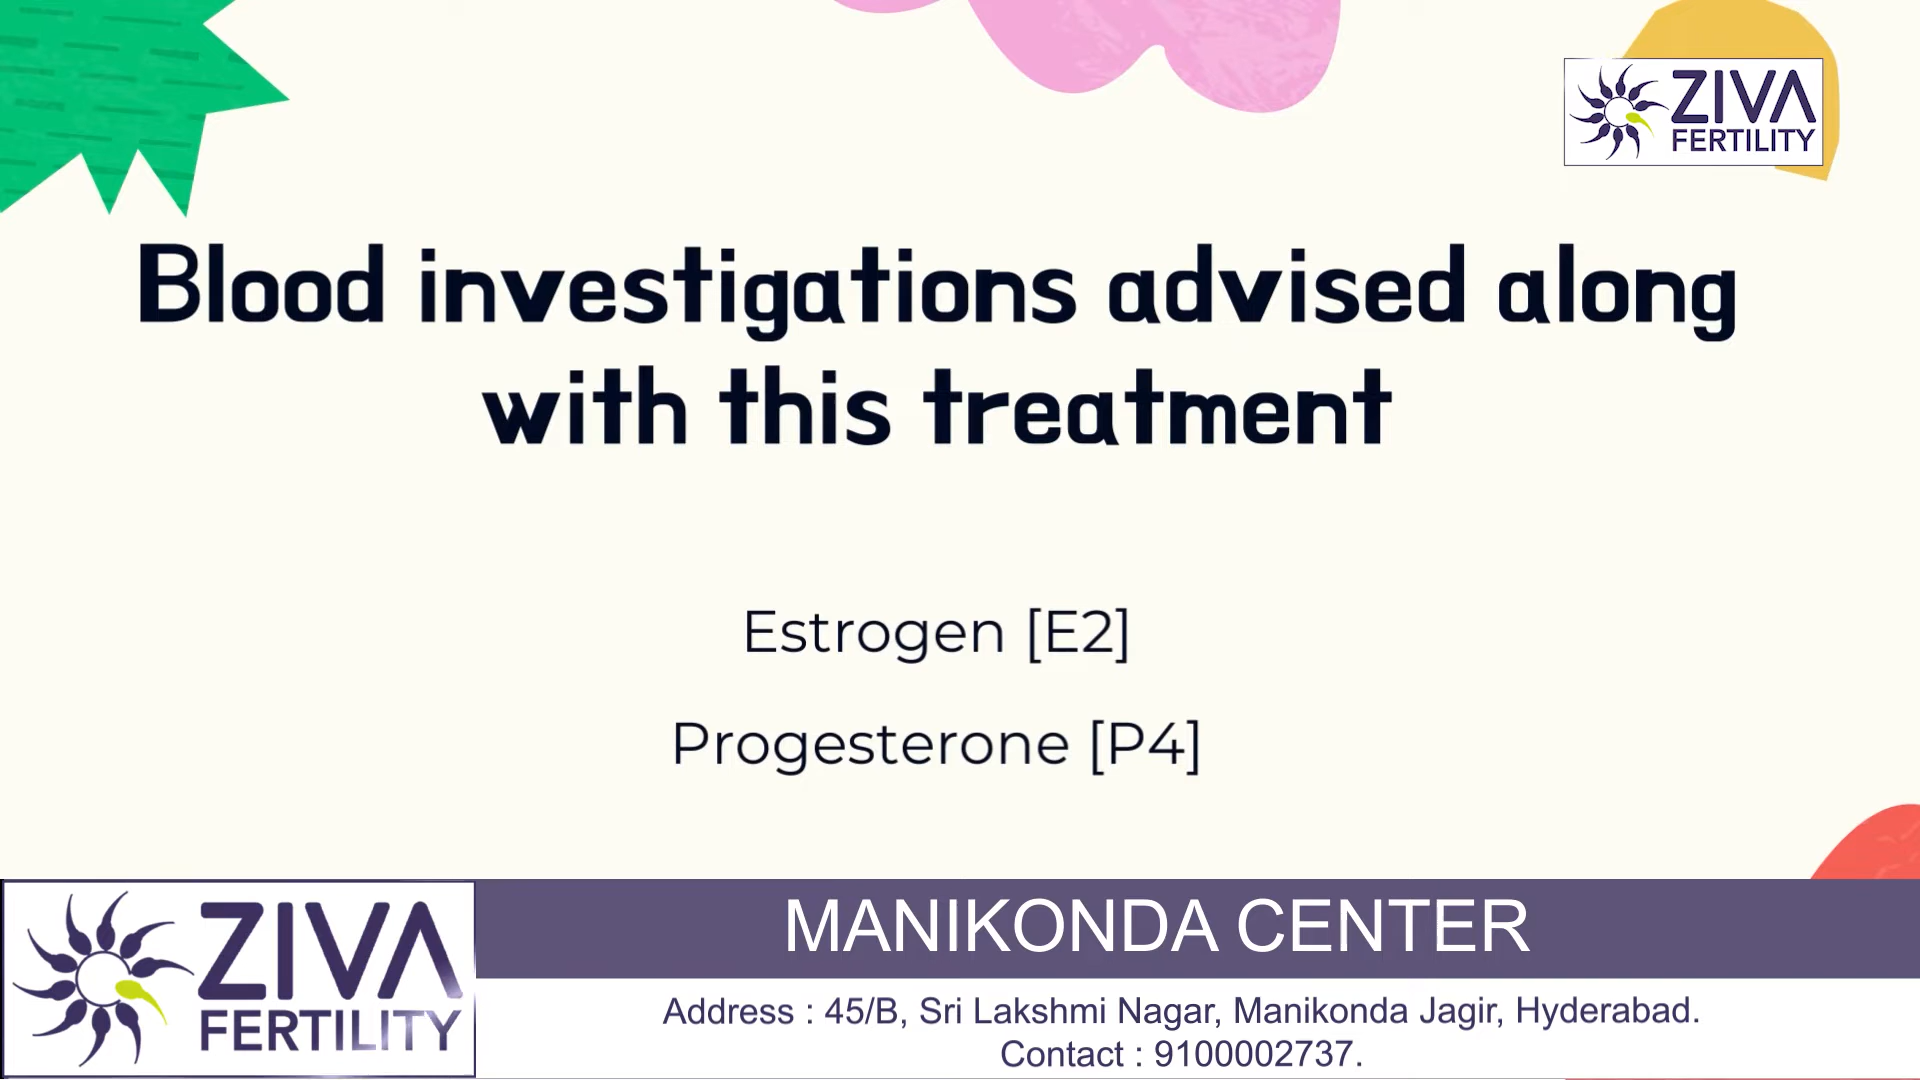 ZIVA
FERTILITY
Blood investigations advised along
with this treatment
Estrogen [E2]
Progesterone [P4]
ZIVA
FERTILITY
MANIKONDA CENTER
Address : 45/B, Sri Lakshmi Nagar, Manikonda Jagir, Hyderabad.
Contact : 9100002737.